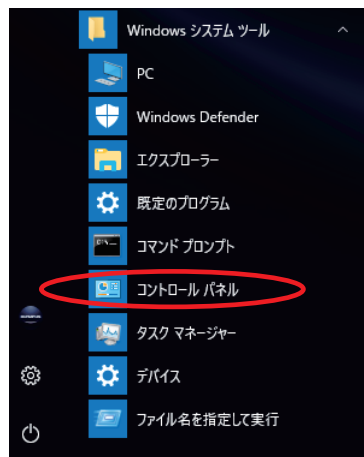 Windows システム ツール
PC
Windows Defender
エクスプローラー
既定のプログラム
コマンド プロンプト
コントロール パネル
タスク マネージャー
デバイス
ファイル名を指定して実行